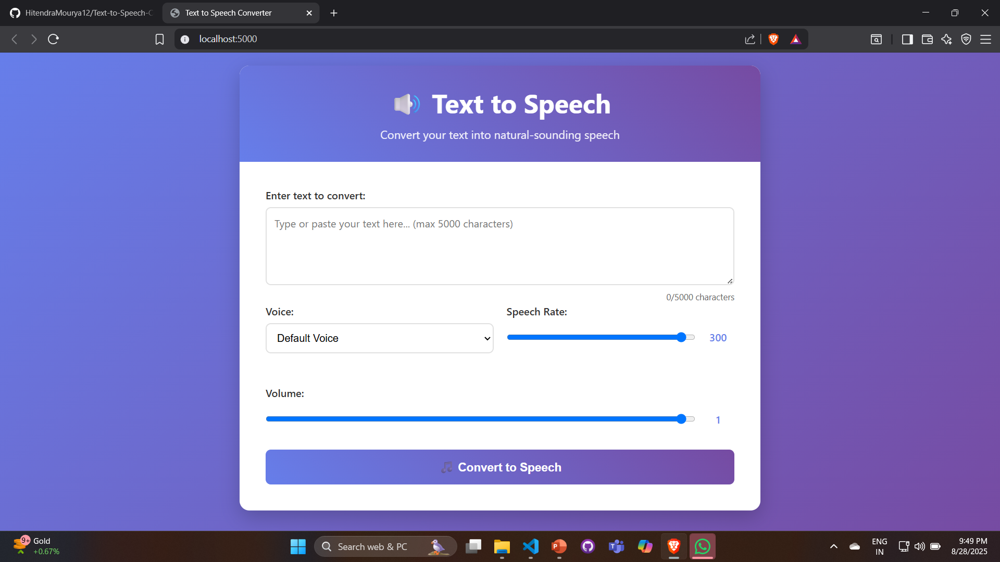 HitendraMourya12/Text-to-Speech-C
Text to Speech Converter
localhost:5000
Text to Speech
Convert your text into natural-sounding speech
Enter text to convert:
Type or paste your text here... (max 5000 characters)
0/5000 characters
Voice:
Speech Rate:
Default Voice
300
Volume:
1
Convert to Speech
9+
Gold
+0.67%
Search web & PC
P
T
ENG
IN
9:49 PM
8/28/2025